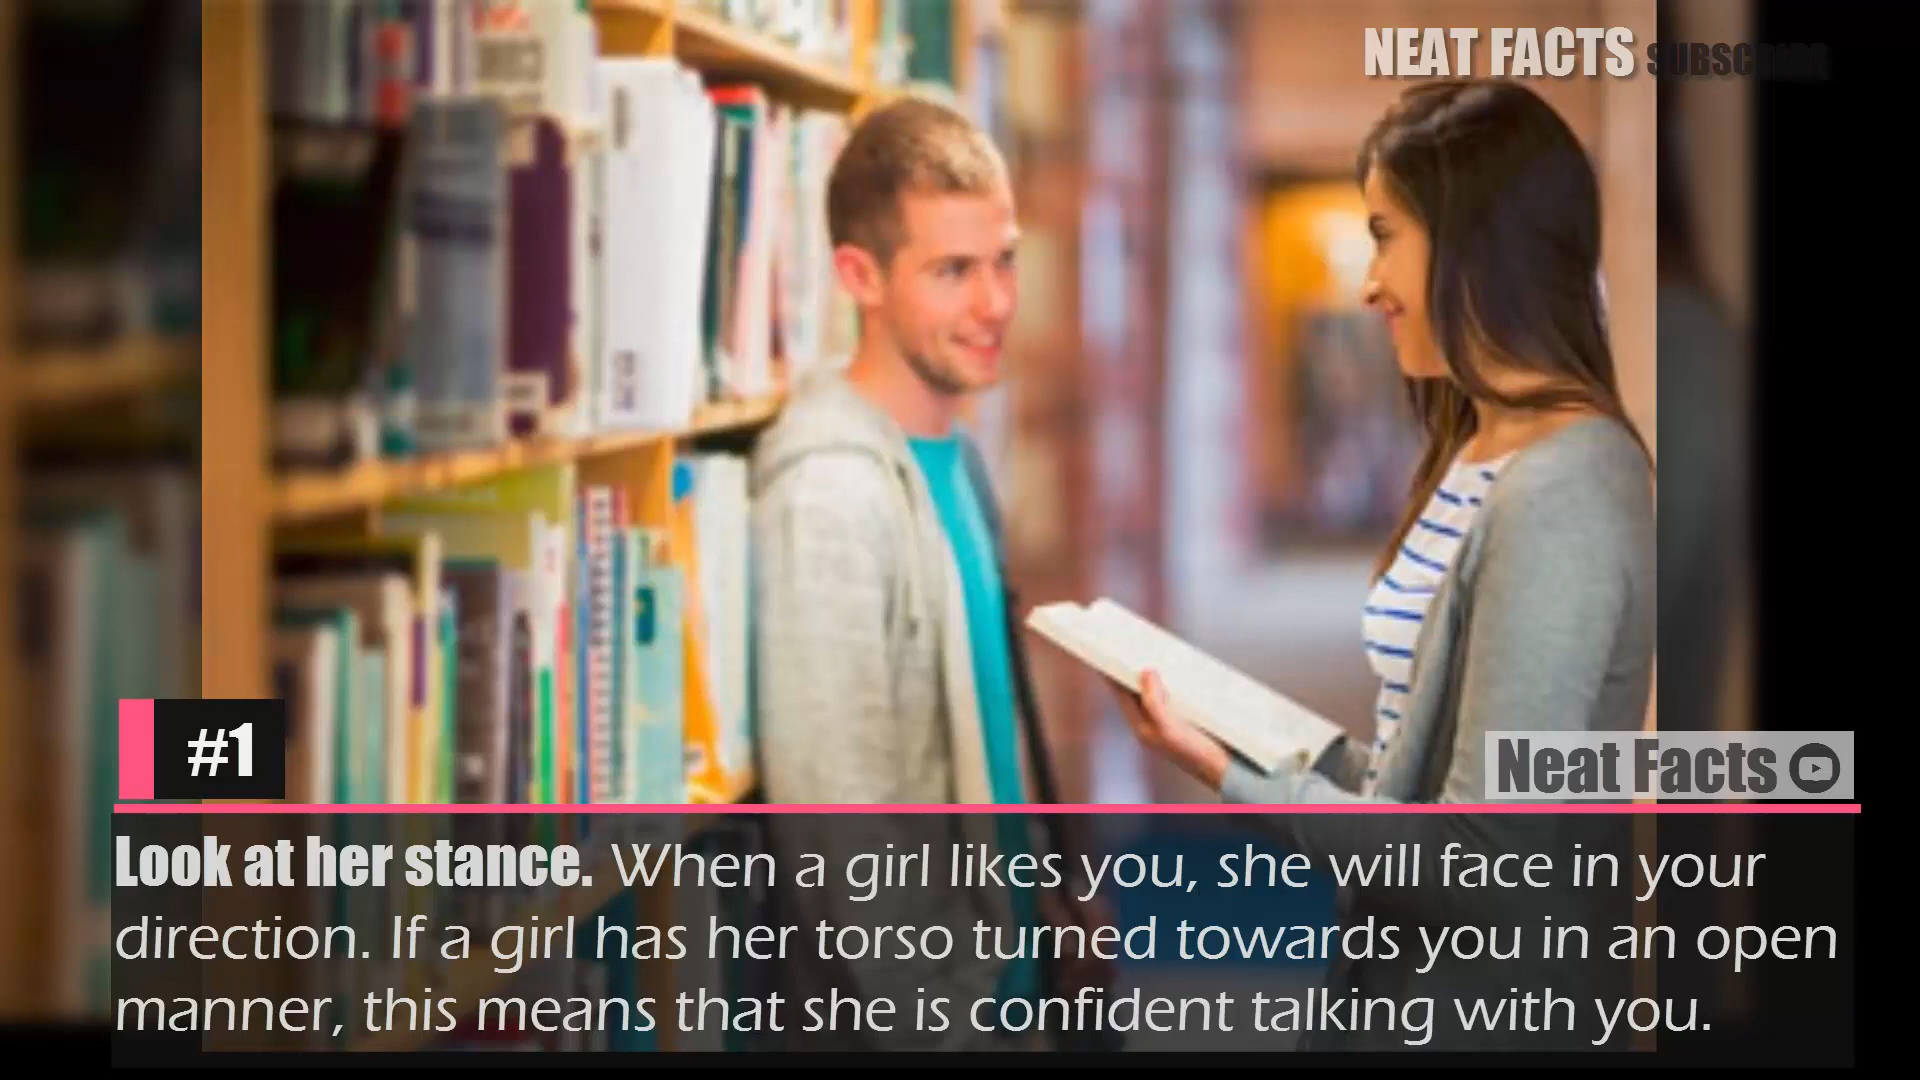 NEAT FACTS SUBSCRIBE
#1
Neat Facts
Look at her stance. When a girl likes you, she will face in your
direction. If a girl has her torso turned towards you in an open
manner, this means that she is confident talking with you.